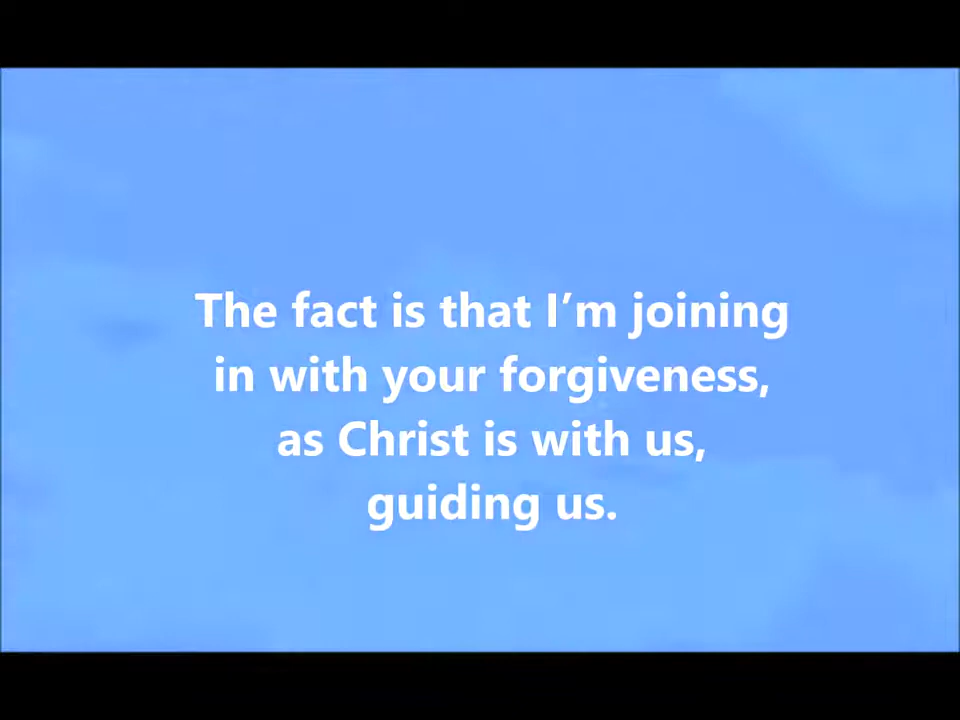 The fact is that I’m joining
in with your forgiveness,
as Christ is with us,
guiding us.